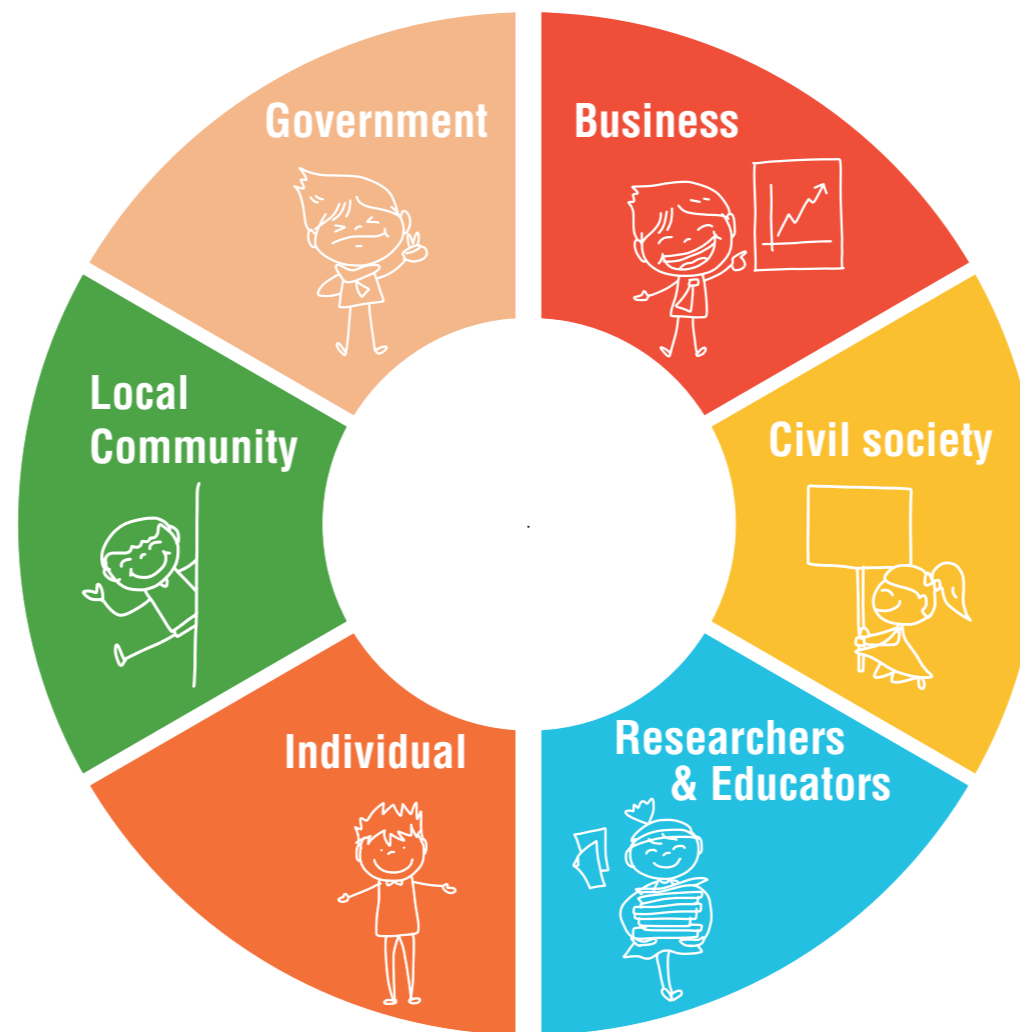 Government
Business
Local
Community
Civil society
Individual
Researchers
& Educators